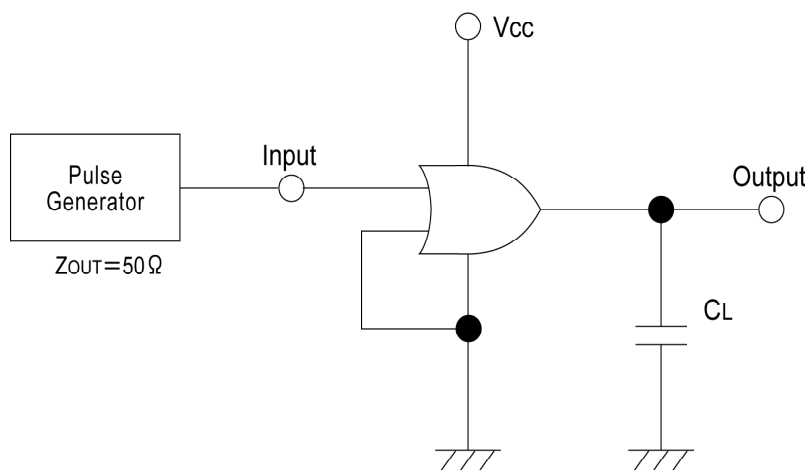 Vcc
Pulse
Generator
Input
Output
ZOUT=50Ω
CL